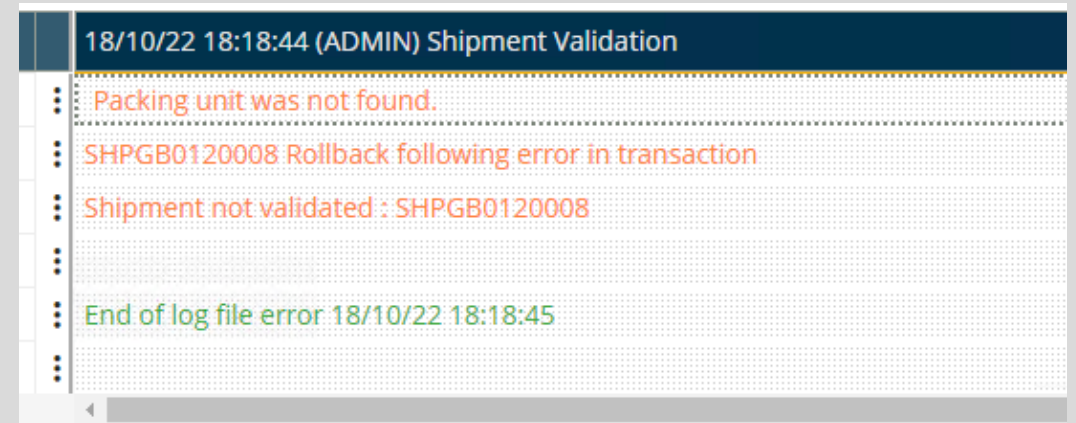 18/10/22 18:18:44 (ADMIN) Shipment Validation
Packing unit was not found.
SHPGB0120008 Rollback following error in transaction
Shipment not validated : SHPGB0120008
End of log file error 18/10/22 18:18:45